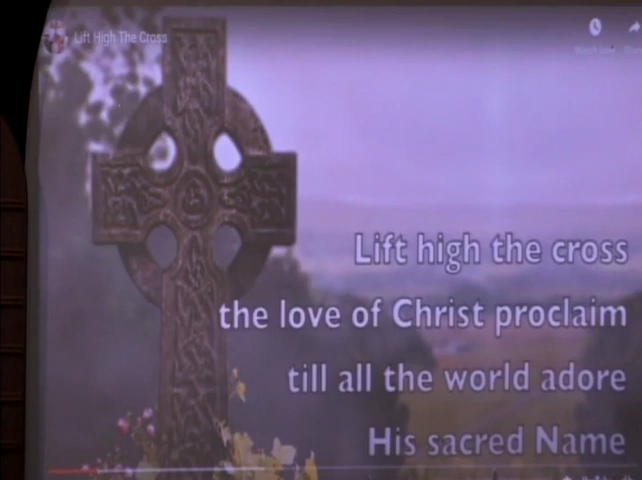 Lift High The Cross
Lift high the cross
the love of Christ proclaim
till all the world adore
His sacred Name